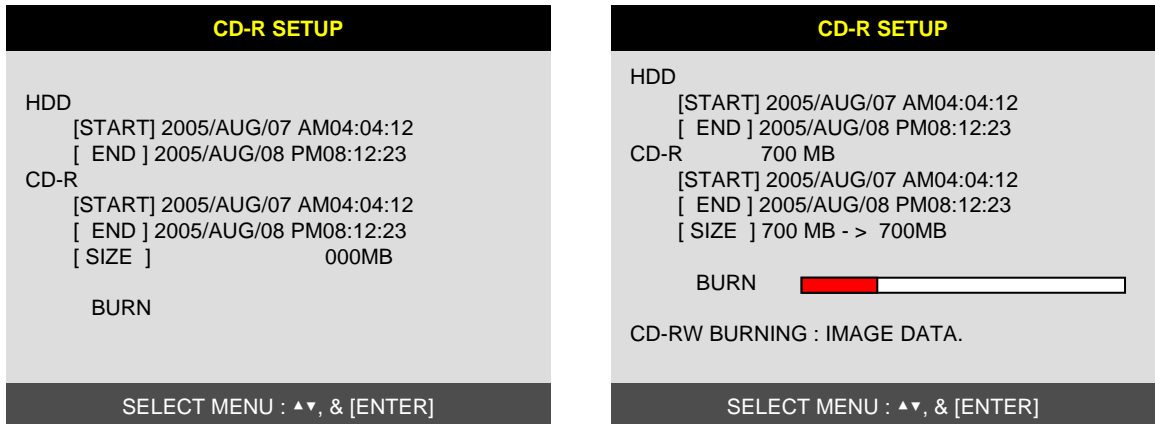 CD-R SETUP
HDD
[START] 2005/AUG/07 AM04:04:12
[ END ] 2005/AUG/08 PM08:12:23
CD-R
[START] 2005/AUG/07 AM04:04:12
[ END ] 2005/AUG/08 PM08:12:23
[ SIZE ] 000MB
BURN
SELECT MENU : ▲▼, & [ENTER]
CD-R SETUP
HDD
[START] 2005/AUG/07 AM04:04:12
[ END ] 2005/AUG/08 PM08:12:23
CD-R 700 MB
[START] 2005/AUG/07 AM04:04:12
[ END ] 2005/AUG/08 PM08:12:23
[ SIZE ] 700 MB - > 700MB
BURN
CD-RW BURNING : IMAGE DATA.
SELECT MENU : ▲▼, & [ENTER]